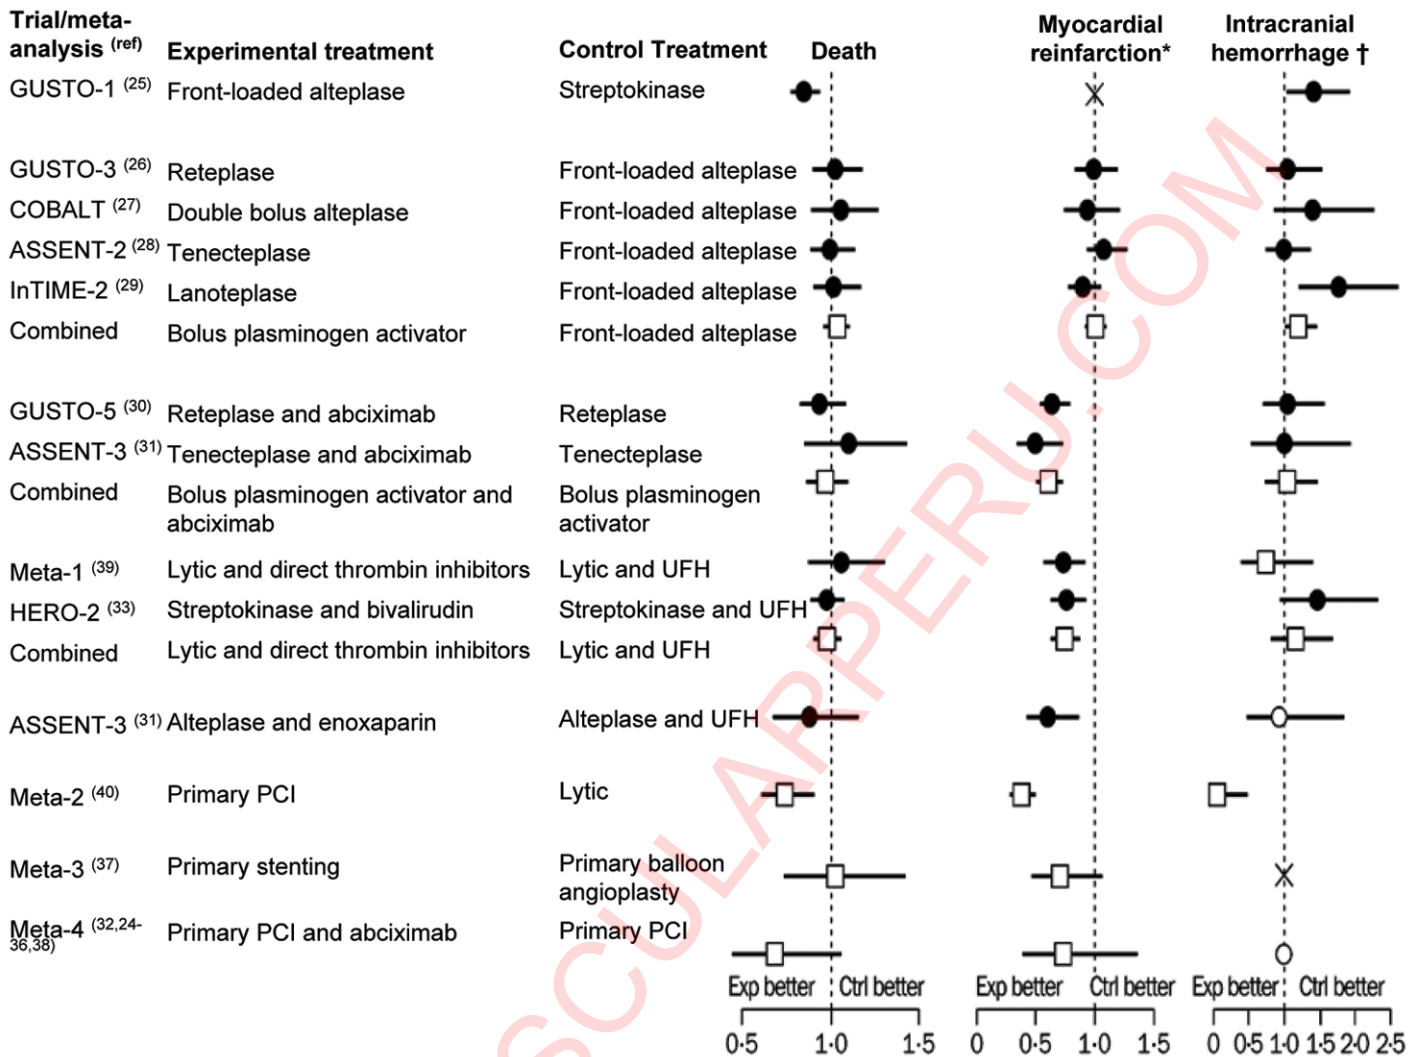 Trial/meta-
analysis (ref) Experimental treatment Control Treatment Death Myocardial reinfarction* Intracranial hemorrhage †
GUSTO-1 (25) Front-loaded alteplase Streptokinase
GUSTO-3 (26) Reteplase Front-loaded alteplase
COBALT (27) Double bolus alteplase Front-loaded alteplase
ASSENT-2 (28) Tenecteplase Front-loaded alteplase
InTIME-2 (29) Lanoteplase Front-loaded alteplase
Combined Bolus plasminogen activator Front-loaded alteplase
GUSTO-5 (30) Reteplase and abciximab Reteplase
ASSENT-3 (31) Tenecteplase and abciximab Tenecteplase
Combined Bolus plasminogen activator and abciximab Bolus plasminogen activator
Meta-1 (39) Lytic and direct thrombin inhibitors Lytic and UFH
HERO-2 (33) Streptokinase and bivalirudin Streptokinase and UFH
Combined Lytic and direct thrombin inhibitors Lytic and UFH
ASSENT-3 (31) Alteplase and enoxaparin Alteplase and UFH
Meta-2 (40) Primary PCI Lytic
Meta-3 (37) Primary stenting Primary balloon angioplasty
Meta-4 (32,24-36,38) Primary PCI and abciximab Primary PCI
Exp better Ctrl better Exp better Ctrl better Exp better Ctrl better
0·5 1·0 1·5 0 0·5 1·0 1·5 0 0·5 1·0 1·5 2·0 2·5
SCULARPERU.COM